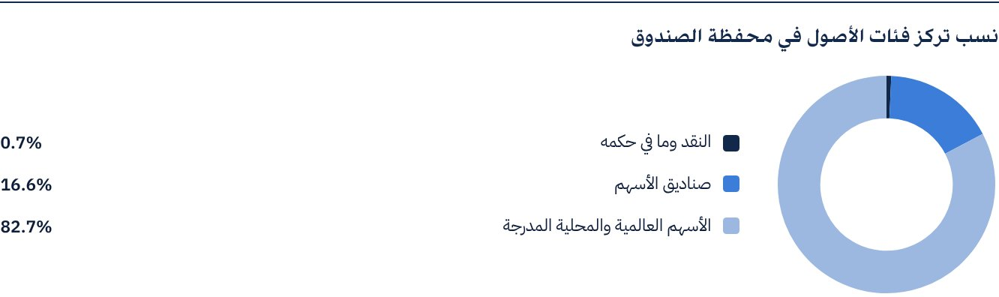 نسب تركز فئات الأصول في محفظة الصندوق
النقد وما في حكمه 0.7%
صناديق الأسهم 16.6%
الأسهم العالمية والمحلية المدرجة 82.7%